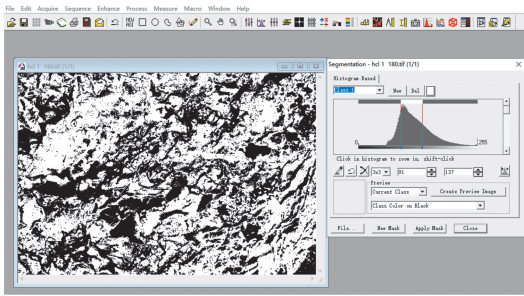 File Edit Acquire Sequence Enhance Process Measure Macro Window Help
hcl 1 180.tif (1/1)
Segmentation - hcl 1 180.tif (1/1)
Histogram Based
Class 1
New Del
0 255
Click in histogram to zoom in, shift-click
3x3 91 137
Preview
Current Class Create Preview Image
Class Color on Black
File... New Mask Apply Mask Close